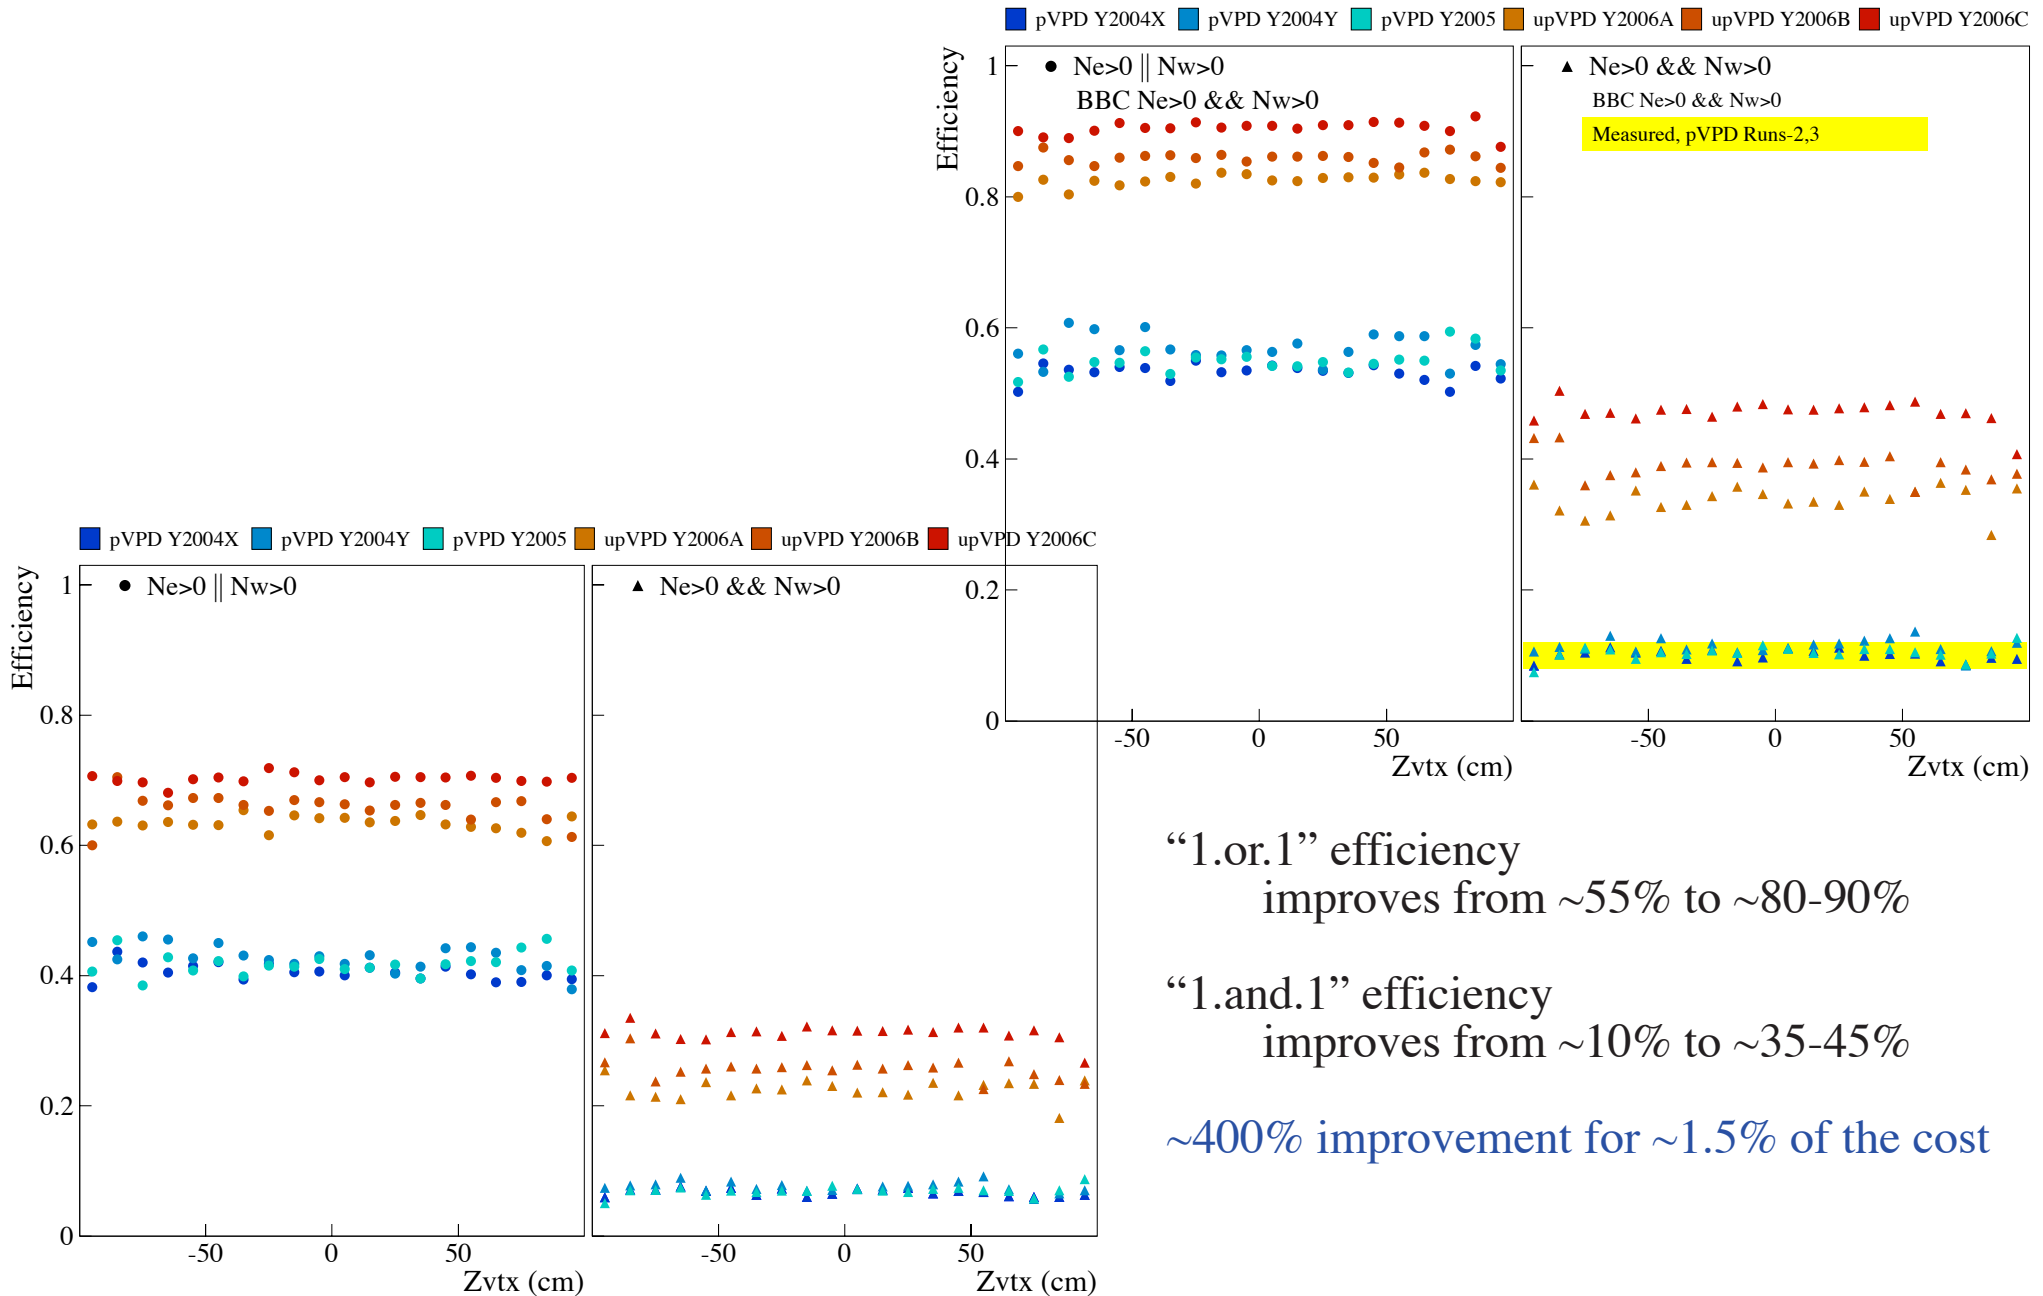 pVPD Y2004X pVPD Y2004Y pVPD Y2005 upVPD Y2006A upVPD Y2006B upVPD Y2006C
Efficiency
1
0.8
0.6
0.4
0.2
0
Ne>0 || Nw>0
BBC Ne>0 && Nw>0
Ne>0 && Nw>0
BBC Ne>0 && Nw>0
Measured, pVPD Runs-2,3
-50 0 50
Zvtx (cm)
-50 0 50
Zvtx (cm)
pVPD Y2004X pVPD Y2004Y pVPD Y2005 upVPD Y2006A upVPD Y2006B upVPD Y2006C
Efficiency
1
0.8
0.6
0.4
0.2
0
Ne>0 || Nw>0
Ne>0 && Nw>0
-50 0 50
Zvtx (cm)
-50 0 50
Zvtx (cm)
“1.or.1” efficiency
improves from ~55% to ~80-90%
“1.and.1” efficiency
improves from ~10% to ~35-45%
~400% improvement for ~1.5% of the cost